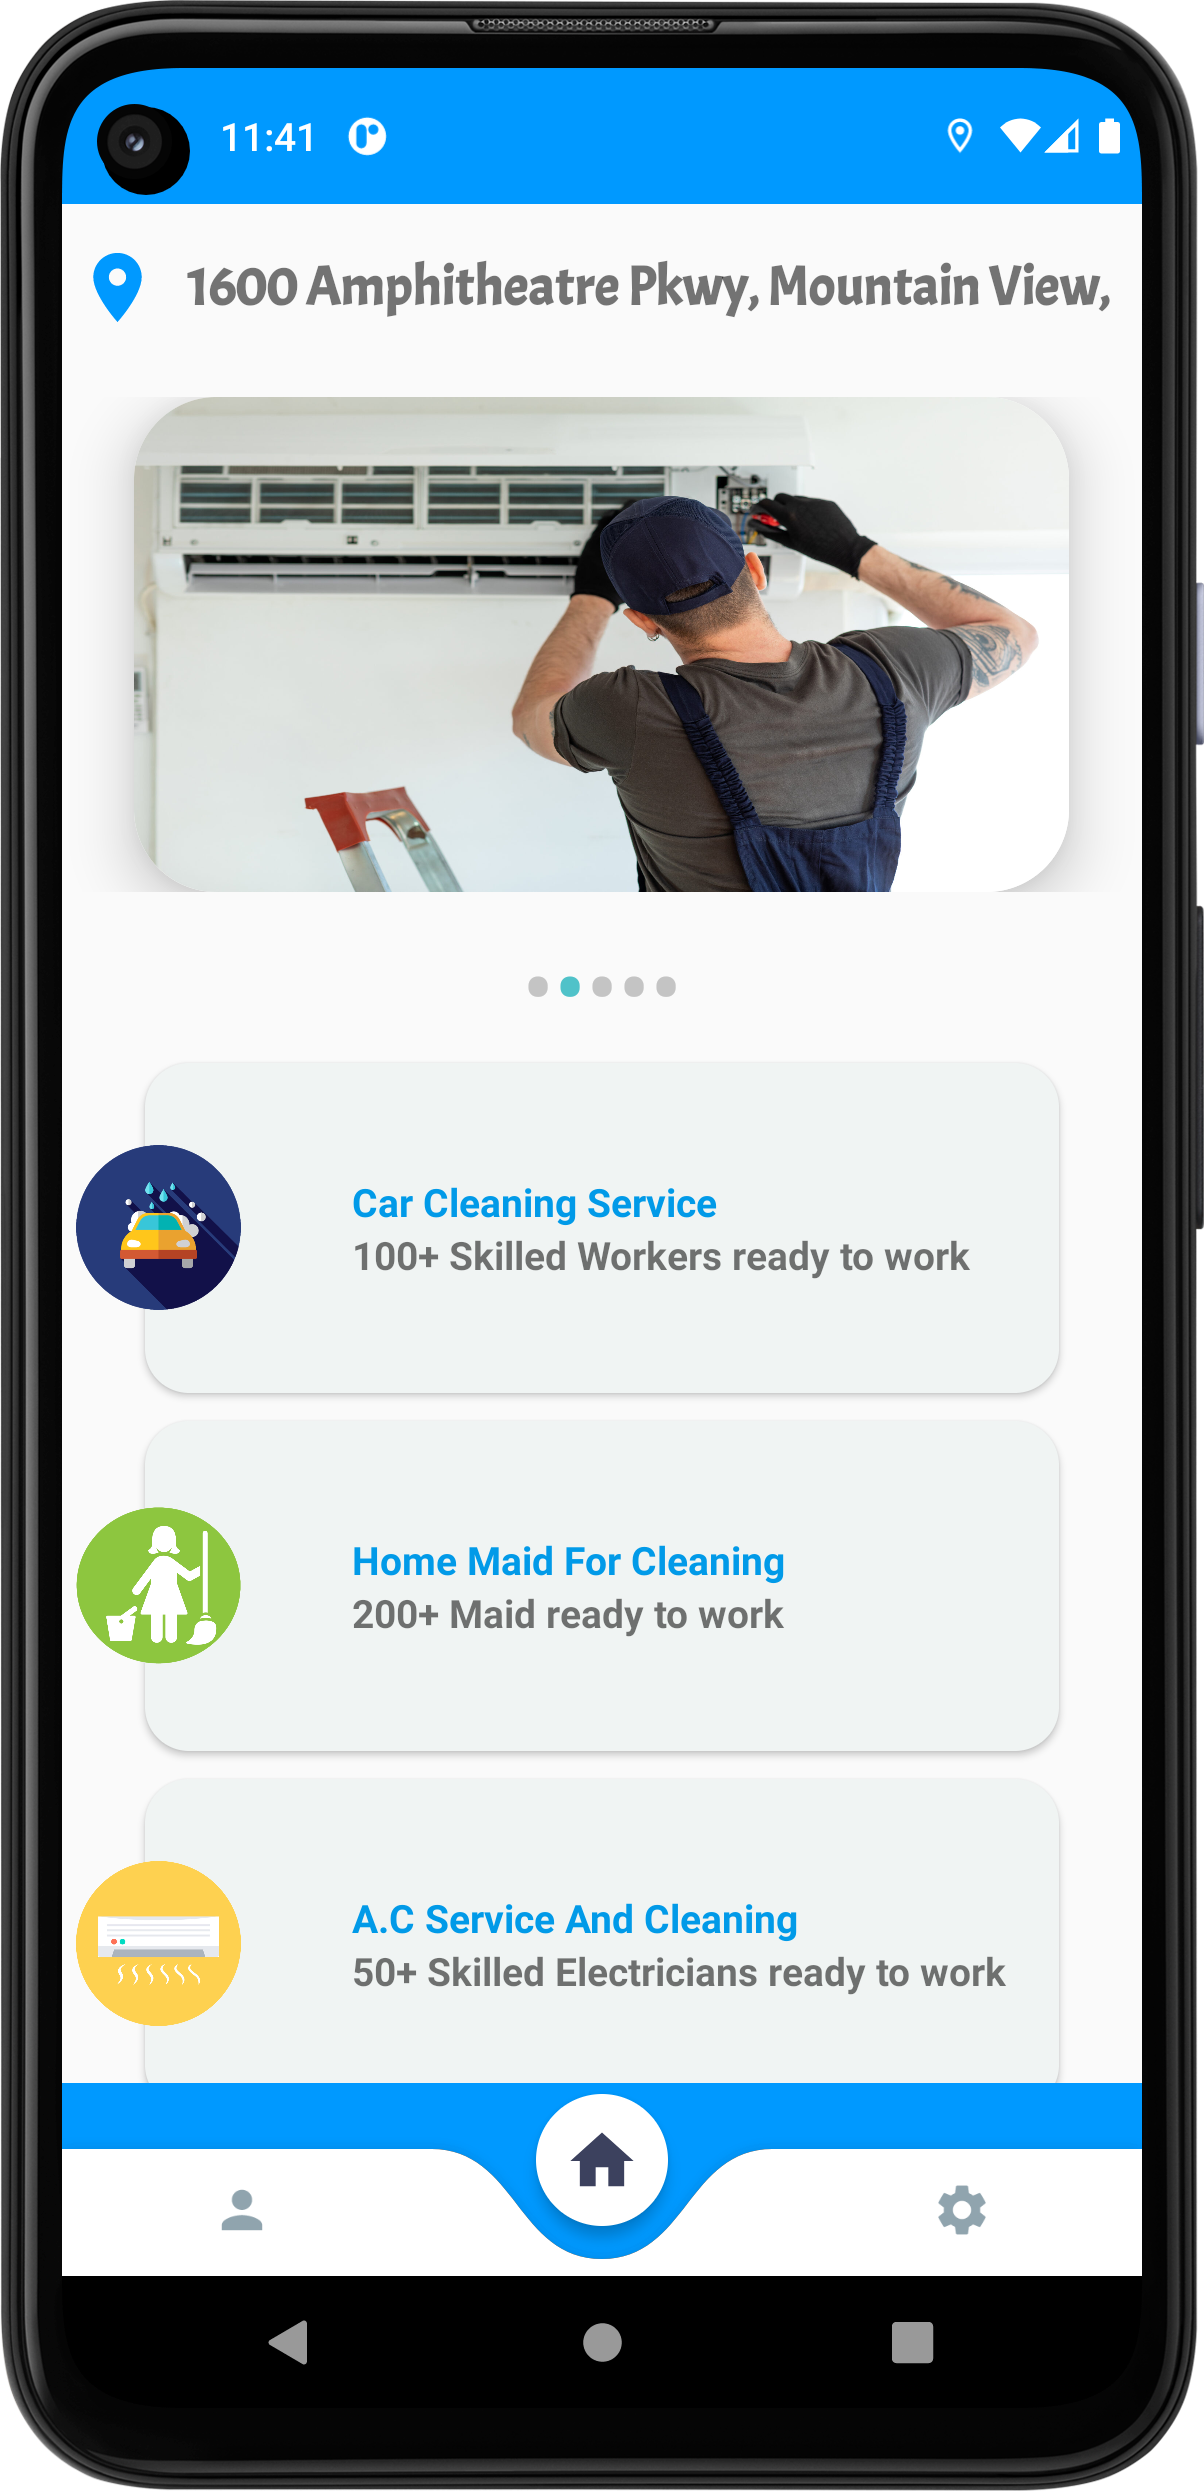 11:41
1600 Amphitheatre Pkwy, Mountain View,
Car Cleaning Service
100+ Skilled Workers ready to work
Home Maid For Cleaning
200+ Maid ready to work
A.C Service And Cleaning
50+ Skilled Electricians ready to work